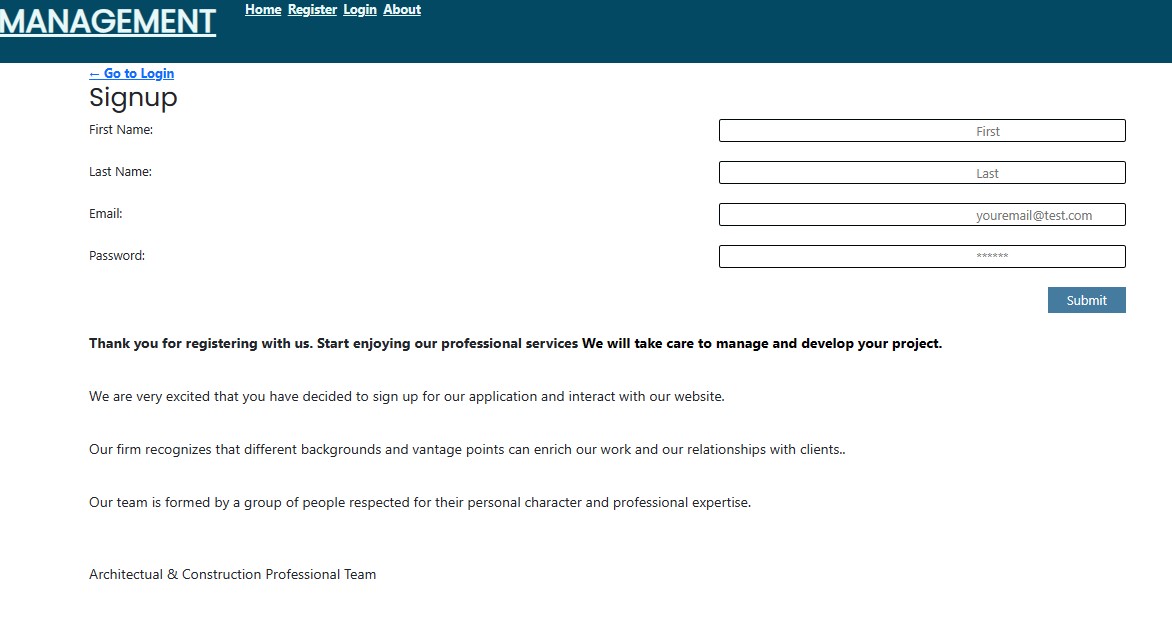 MANAGEMENT
Home Register Login About
← Go to Login
Signup
First Name:
First
Last Name:
Last
Email:
youremail@test.com
Password:
******
Submit
Thank you for registering with us. Start enjoying our professional services We will take care to manage and develop your project.
We are very excited that you have decided to sign up for our application and interact with our website.
Our firm recognizes that different backgrounds and vantage points can enrich our work and our relationships with clients..
Our team is formed by a group of people respected for their personal character and professional expertise.
Architectual & Construction Professional Team